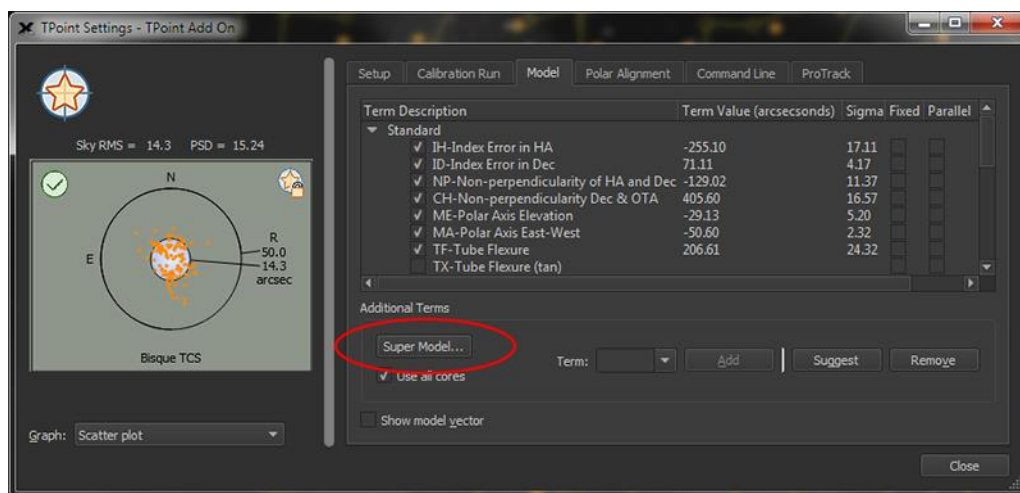 TPoint Settings - TPoint Add On
Sky RMS = 14.3 PSD = 15.24
N
E
R
50.0
14.3
arcsec
Bisque TCS
Graph: Scatter plot
Setup Calibration Run Model Polar Alignment Command Line ProTrack
Term Description Term Value (arcsecsonds) Sigma Fixed Parallel
Standard
IH-Index Error in HA -255.10 17.11
ID-Index Error in Dec 71.11 4.17
NP-Non-perpendicularity of HA and Dec -129.02 11.37
CH-Non-perpendicularity Dec & OTA 405.60 16.57
ME-Polar Axis Elevation -29.13 5.20
MA-Polar Axis East-West -50.60 2.32
TF-Tube Flexure 206.61 24.32
TX-Tube Flexure (tan)
Additional Terms
Super Model...
Term: Add Suggest Remove
Use all cores
Show model vector
Close